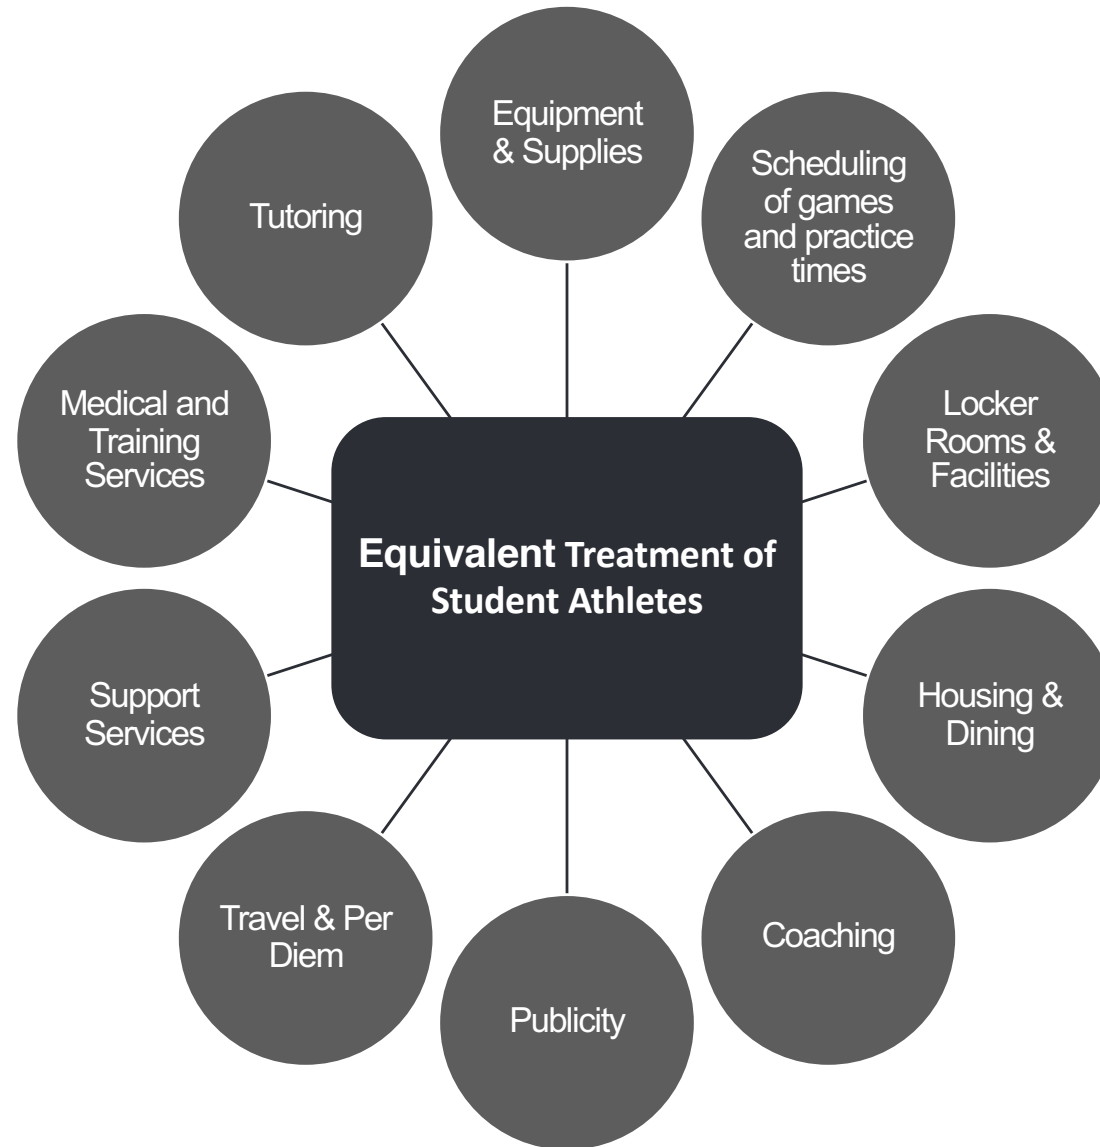 Equipment
& Supplies
Scheduling
of games
and practice
times
Locker
Rooms &
Facilities
Housing &
Dining
Coaching
Publicity
Travel & Per
Diem
Support
Services
Medical and
Training
Services
Tutoring
Equivalent Treatment of
Student Athletes